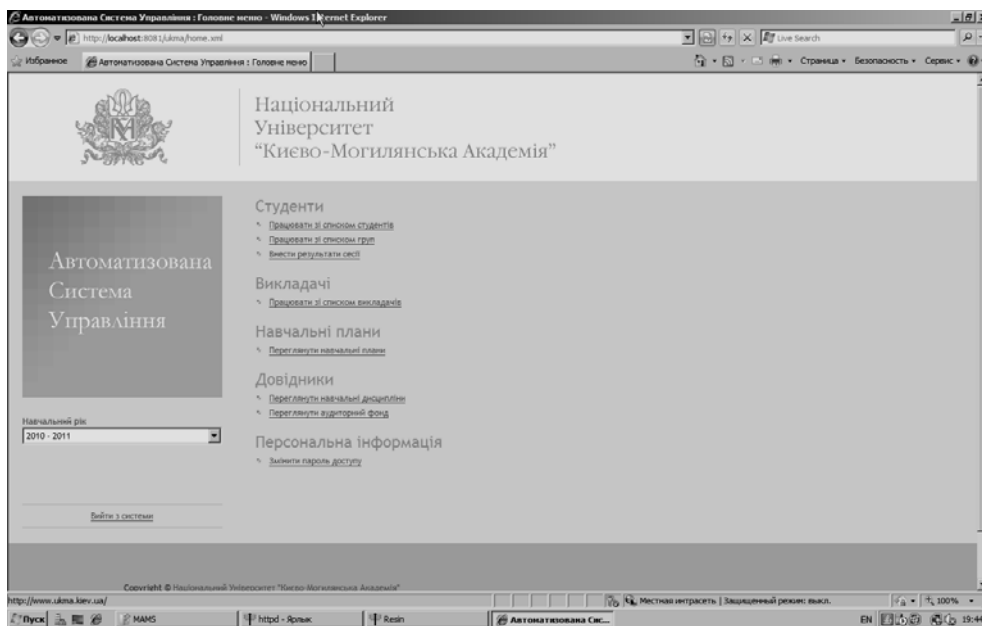 Автоматизована Система Управління : Головне меню - Windows Internet Explorer
http://localhost:8081/ukma/home.xml
Live Search
Избранное
Автоматизована Система Управління : Головне меню
Страница
Безопасность
Сервис
Національний
Університет
“Києво-Могилянська Академія”
Автоматизована
Система
Управління
Навчальний рік
2010 - 2011
Вийти з системи
Студенти
Працювати зі списком студентів
Працювати зі списком груп
Внести результати сесії
Викладачі
Працювати зі списком викладачів
Навчальні плани
Переглянути навчальні плани
Довідники
Переглянути навчальні дисципліни
Переглянути аудиторний фонд
Персональна інформація
Змінити пароль доступу
Copyright © Національний Університет "Києво-Могилянська Академія"
http://www.ukma.kiev.ua/
Местная интрасеть | Защищенный режим: выкл.
100%
Пуск
MAMS
httpd - Ярлык
Resin
Автоматизована Сис...
EN
19:44